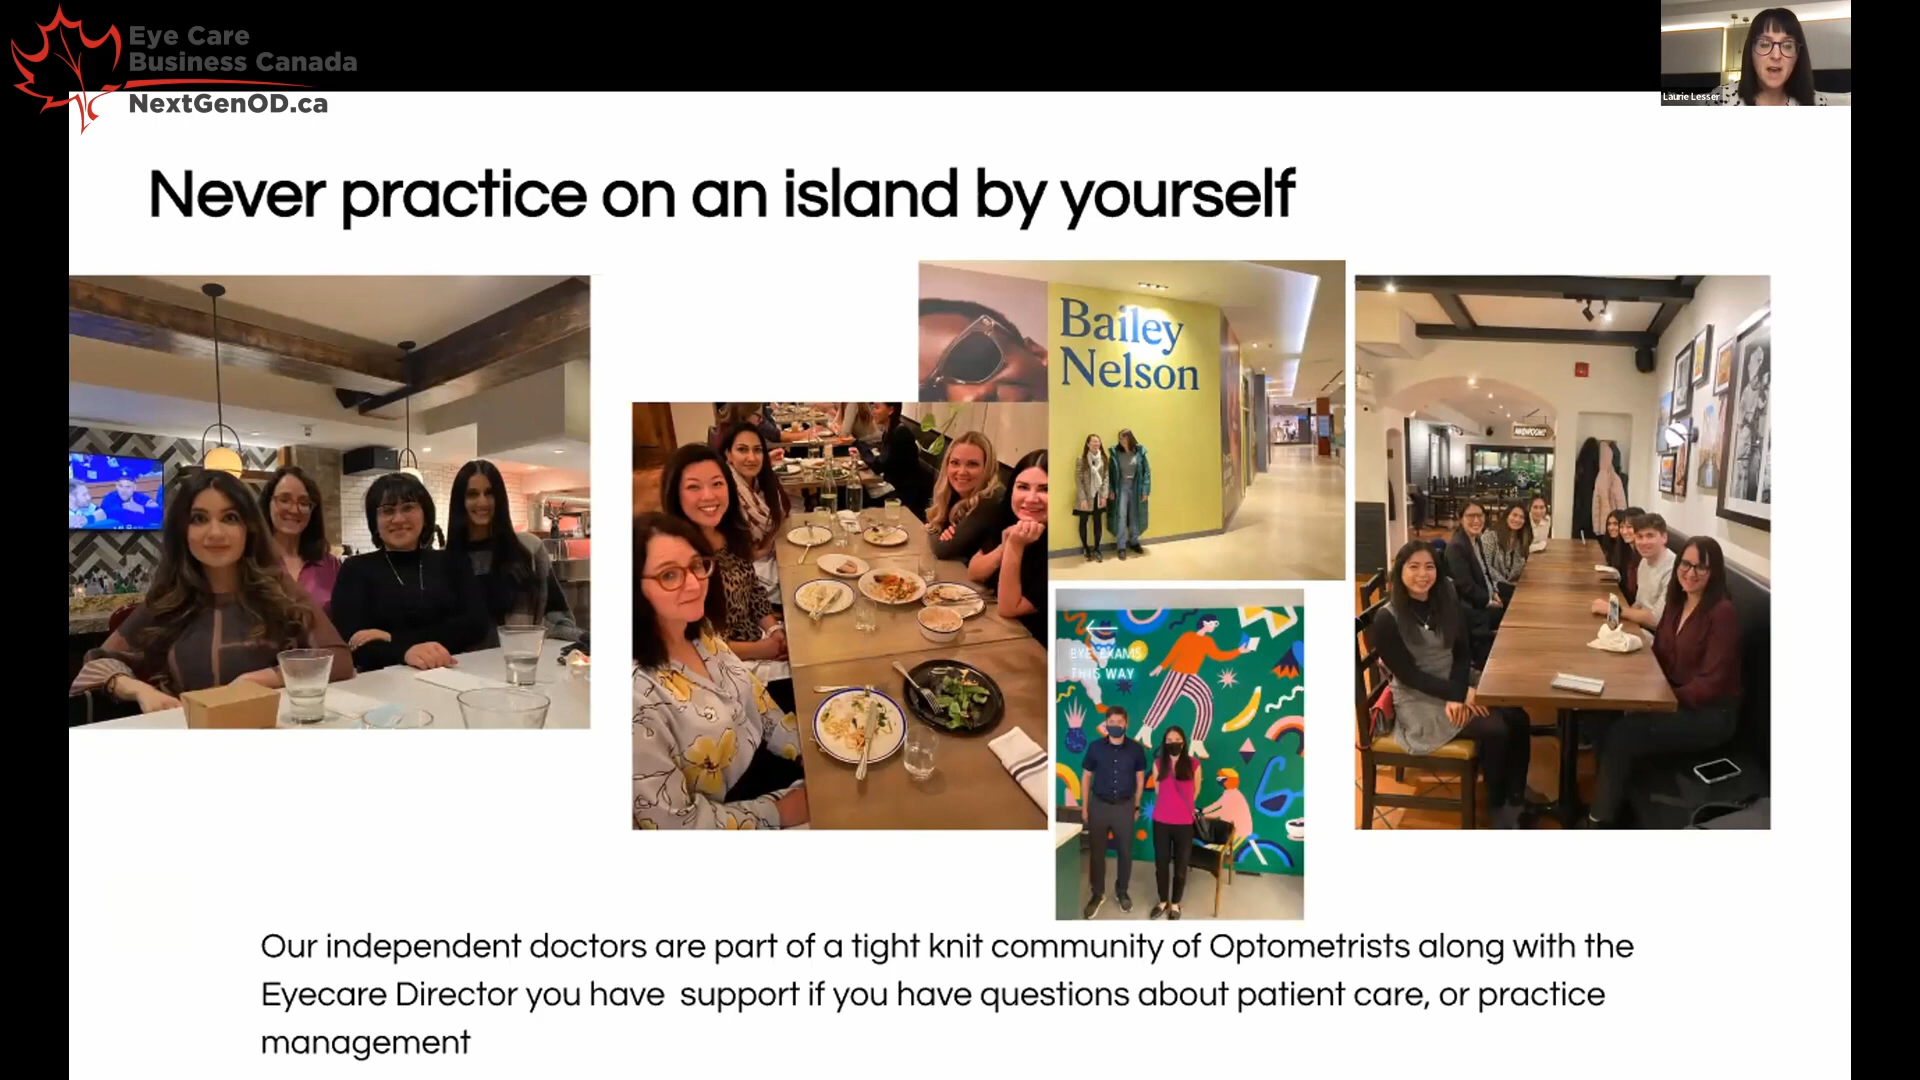 Eye Care
Business Canada
NextGenOD.ca
Laurie Lesser
Never practice on an island by yourself
Bailey
Nelson
EYE EXAMS
THIS WAY
Our independent doctors are part of a tight knit community of Optometrists along with the
Eyecare Director you have support if you have questions about patient care, or practice
management